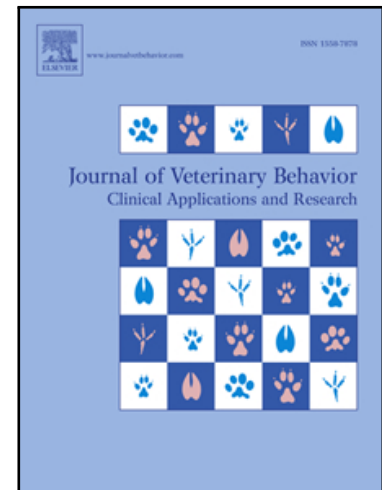 ISSN 1558-7878
www.journalvetbehavior.com
ELSEVIER
Journal of Veterinary Behavior
Clinical Applications and Research